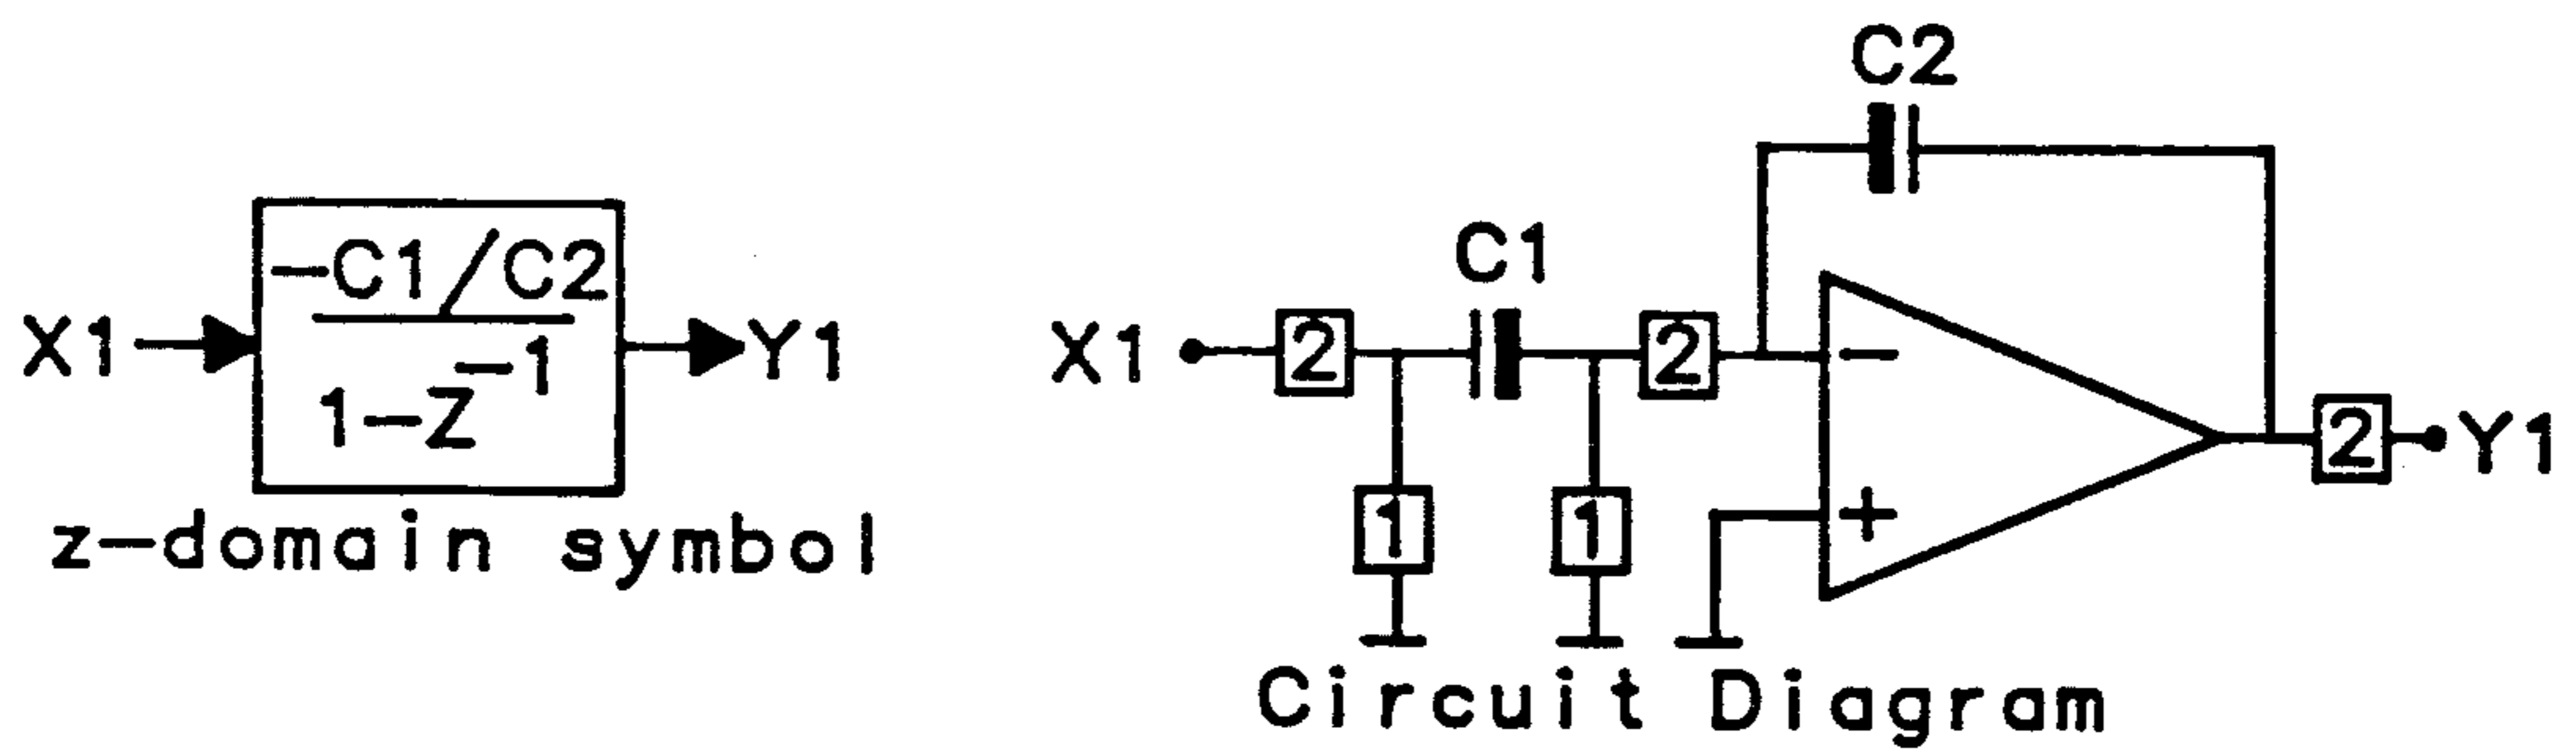 X1
-C1/C2
1-Z-1
Y1
z-domain symbol
X1
2
1
C1
1
2
C2
-
+
2
Y1
Circuit Diagram